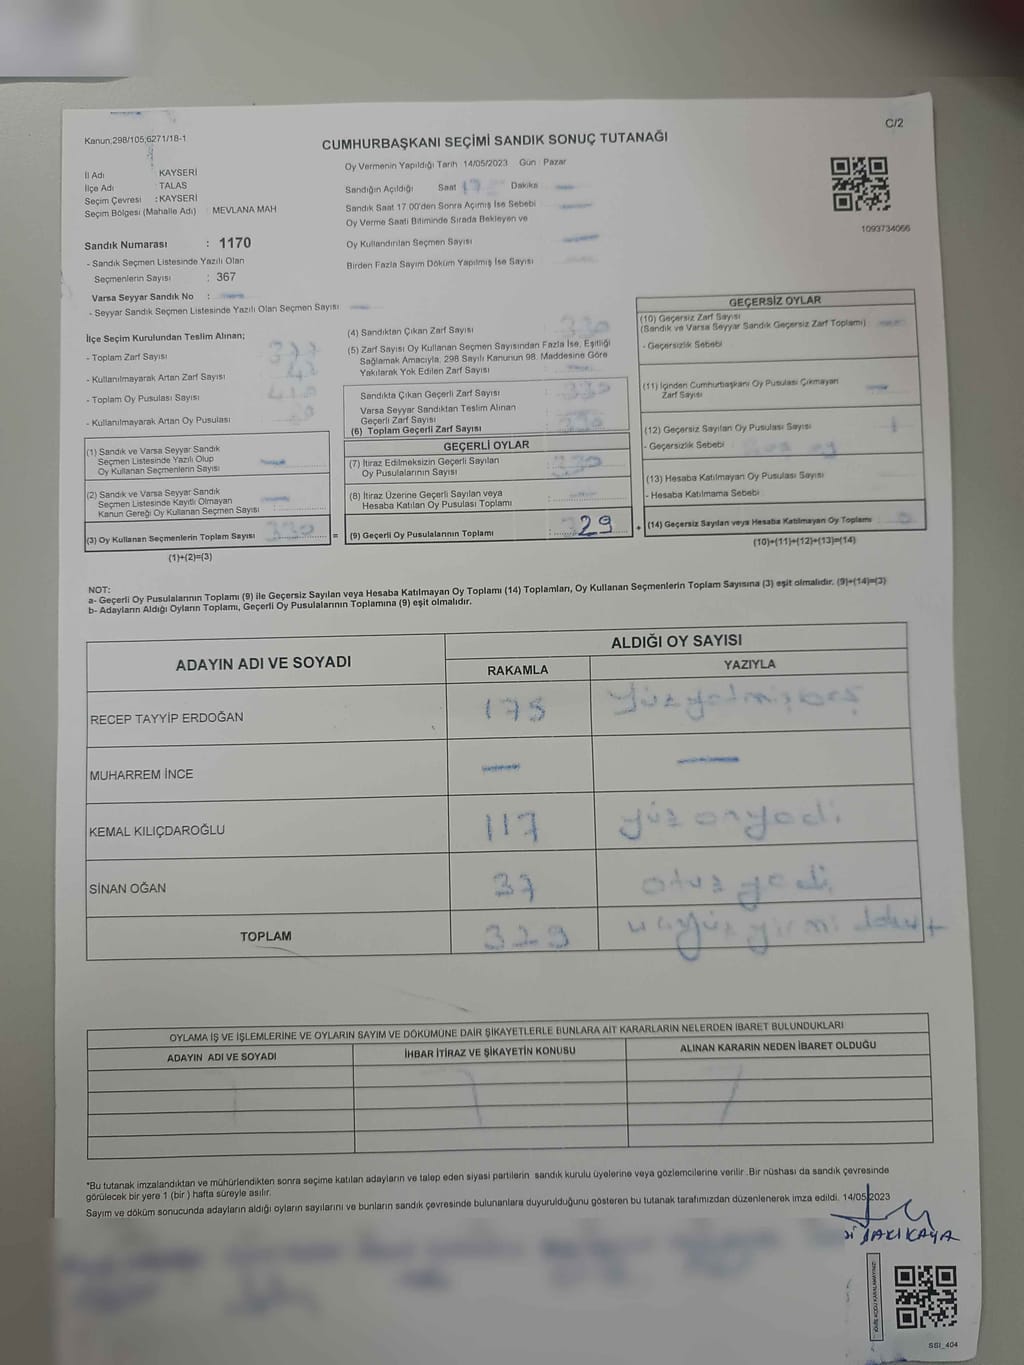 Kanun;298/105;6271/18-1
C/2
CUMHURBAŞKANI SEÇİMİ SANDIK SONUÇ TUTANAĞI
Oy Vermenin Yapıldığı Tarih 14/05/2023 Gün : Pazar
İl Adı : KAYSERİ
İlçe Adı : TALAS
Seçim Çevresi : KAYSERİ
Seçim Bölgesi (Mahalle Adı) : MEVLANA MAH
Sandık Numarası : 1170
- Sandık Seçmen Listesinde Yazılı Olan
Seçmenlerin Sayısı : 367
Varsa Seyyar Sandık No :
- Seyyar Sandık Seçmen Listesinde Yazılı Olan Seçmen Sayısı :
Sandığın Açıldığı Saat 17 Dakika
Sandık Saat 17.00'den Sonra Açımış İse Sebebi
Oy Verme Saati Bitiminde Sırada Bekleyen ve
Oy Kullandırılan Seçmen Sayısı
Birden Fazla Sayım Döküm Yapılmış İse Sayısı
1093734066
İlçe Seçim Kurulundan Teslim Alınan;
- Toplam Zarf Sayısı : 377
- Kullanılmayarak Artan Zarf Sayısı :
- Toplam Oy Pusulası Sayısı :
- Kullanılmayarak Artan Oy Pusulası :
(1) Sandık ve Varsa Seyyar Sandık
Seçmen Listesinde Yazılı Olup
Oy Kullanan Seçmenlerin Sayısı :
(2) Sandık ve Varsa Seyyar Sandık
Seçmen Listesinde Kayıtlı Olmayan
Kanun Gereği Oy Kullanan Seçmen Sayısı :
(3) Oy Kullanan Seçmenlerin Toplam Sayısı : 330
(1)+(2)=(3)
(4) Sandıktan Çıkan Zarf Sayısı : 330
(5) Zarf Sayısı Oy Kullanan Seçmen Sayısından Fazla İse, Eşitliği
Sağlamak Amacıyla, 298 Sayılı Kanunun 98. Maddesine Göre
Yakılarak Yok Edilen Zarf Sayısı :
Sandıkta Çıkan Geçerli Zarf Sayısı : 330
Varsa Seyyar Sandıktan Teslim Alınan
Geçerli Zarf Sayısı :
(6) Toplam Geçerli Zarf Sayısı : 330
GEÇERLİ OYLAR
(7) İtiraz Edilmeksizin Geçerli Sayılan
Oy Pusulalarının Sayısı : 330
(8) İtiraz Üzerine Geçerli Sayılan veya
Hesaba Katılan Oy Pusulası Toplamı :
= (9) Geçerli Oy Pusulalarının Toplamı : 329 +
GEÇERSİZ OYLAR
(10) Geçersiz Zarf Sayısı
(Sandık ve Varsa Seyyar Sandık Geçersiz Zarf Toplamı) :
- Geçersizlik Sebebi
(11) İçinden Cumhurbaşkanı Oy Pusulası Çıkmayan
Zarf Sayısı :
(12) Geçersiz Sayılan Oy Pusulası Sayısı : 1
- Geçersizlik Sebebi :
(13) Hesaba Katılmayan Oy Pusulası Sayısı :
- Hesaba Katılmama Sebebi :
(14) Geçersiz Sayılan veya Hesaba Katılmayan Oy Toplamı :
(10)+(11)+(12)+(13)=(14)
NOT:
a- Geçerli Oy Pusulalarının Toplamı (9) ile Geçersiz Sayılan veya Hesaba Katılmayan Oy Toplamı (14) Toplamları, Oy Kullanan Seçmenlerin Toplam Sayısına (3) eşit olmalıdır. (9)+(14)=(3)
b- Adayların Aldığı Oyların Toplamı, Geçerli Oy Pusulalarının Toplamına (9) eşit olmalıdır.
ADAYIN ADI VE SOYADI
ALDIĞI OY SAYISI
RAKAMLA YAZIYLA
RECEP TAYYİP ERDOĞAN 175 yüzyetmişbeş
MUHARREM İNCE — —
KEMAL KILIÇDAROĞLU 117 yüz onyedi
SİNAN OĞAN 37 otuz yedi
TOPLAM 329 üçyüz yirmi dokuz
OYLAMA İŞ VE İŞLEMLERİNE VE OYLARIN SAYIM VE DÖKÜMÜNE DAİR ŞİKAYETLERLE BUNLARA AİT KARARLARIN NELERDEN İBARET BULUNDUKLARI
ADAYIN ADI VE SOYADI İHBAR İTİRAZ VE ŞİKAYETİN KONUSU ALINAN KARARIN NEDEN İBARET OLDUĞU
*Bu tutanak imzalandıktan ve mühürlendikten sonra seçime katılan adayların ve talep eden siyasi partilerin sandık kurulu üyelerine veya gözlemcilerine verilir .Bir nüshası da sandık çevresinde
görülecek bir yere 1 (bir ) hafta süreyle asılır.
Sayım ve döküm sonucunda adayların aldığı oyların sayılarını ve bunların sandık çevresinde bulunanlara duyurulduğunu gösteren bu tutanak tarafımızdan düzenlenerek imza edildi. 14/05/2023
SSI_404